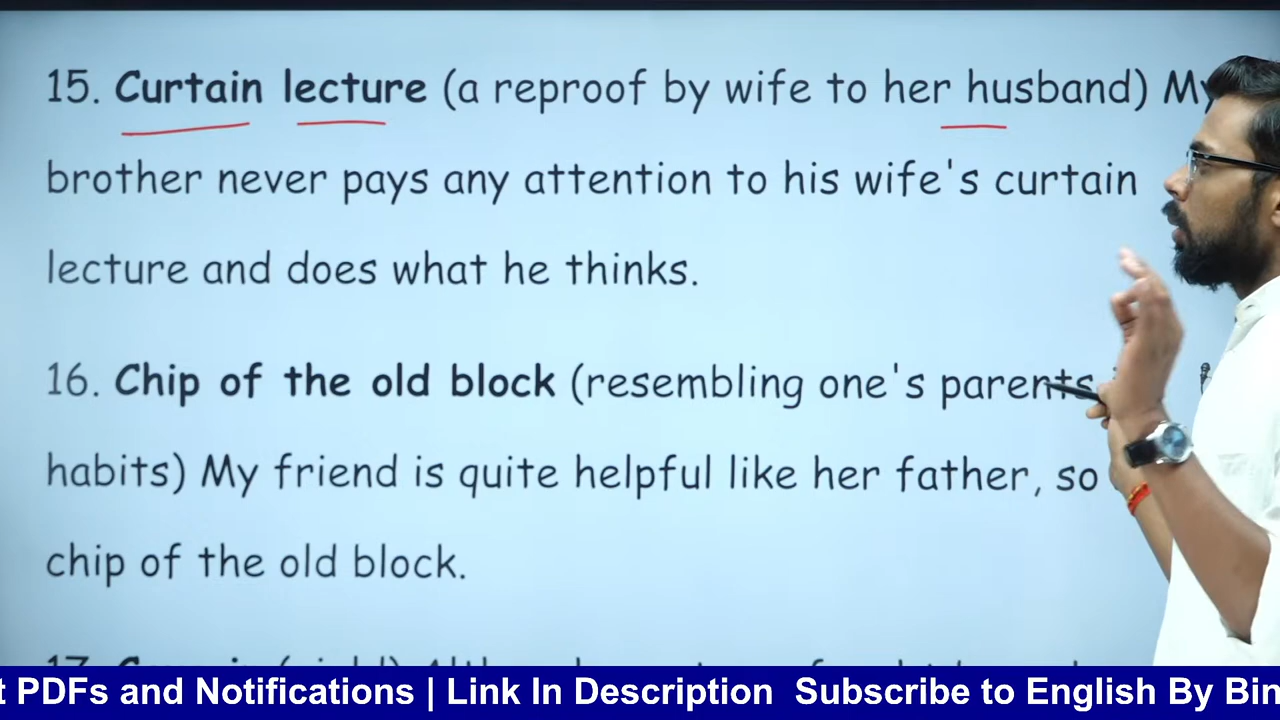 15. Curtain lecture (a reproof by wife to her husband) My
brother never pays any attention to his wife's curtain
lecture and does what he thinks.
16. Chip of the old block (resembling one's parents
habits) My friend is quite helpful like her father, so
chip of the old block.
17.
t PDFs and Notifications | Link In Description Subscribe to English By Bin